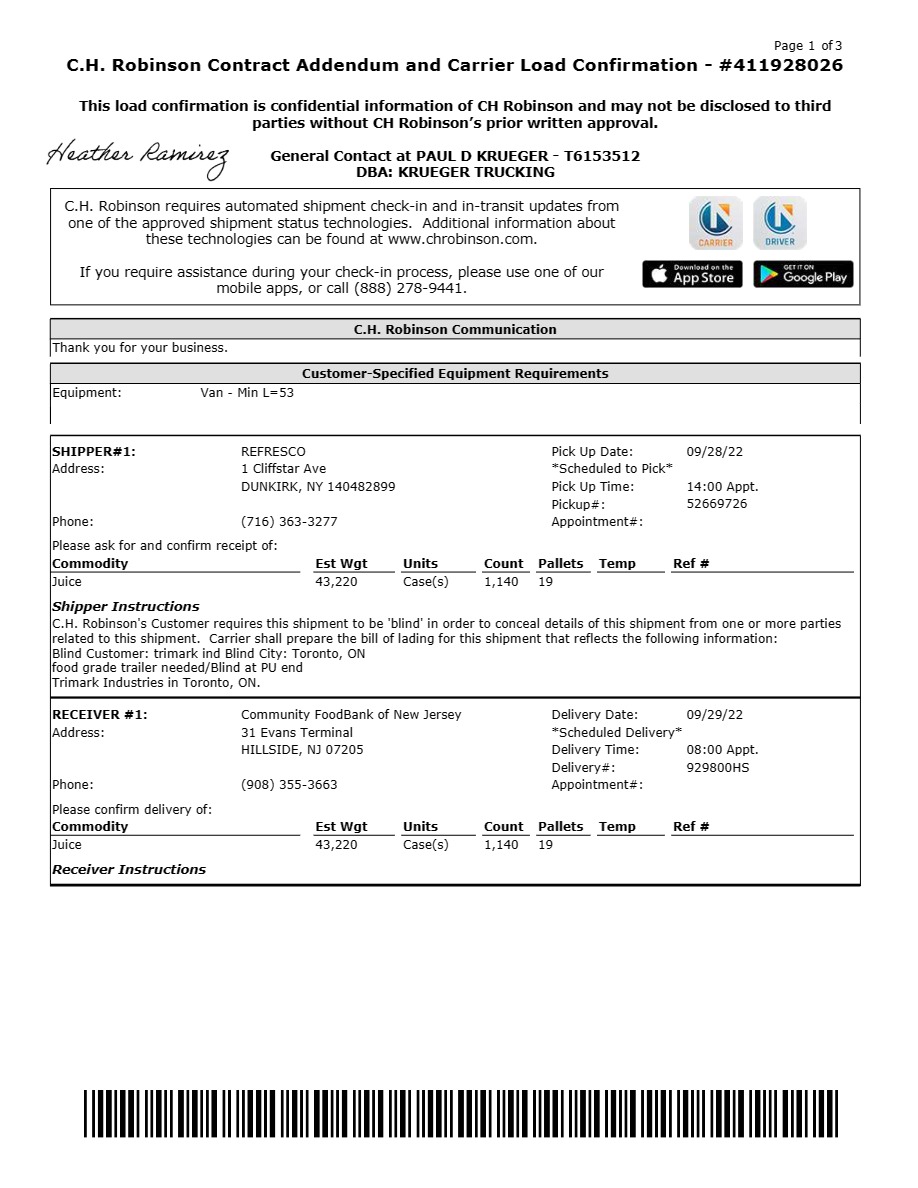 Page 1 of 3
C.H. Robinson Contract Addendum and Carrier Load Confirmation - #411928026
This load confirmation is confidential information of CH Robinson and may not be disclosed to third
parties without CH Robinson's prior written approval.
Heather Ramirez
General Contact at PAUL D KRUEGER - T6153512
DBA: KRUEGER TRUCKING
C.H. Robinson requires automated shipment check-in and in-transit updates from
one of the approved shipment status technologies. Additional information about
these technologies can be found at www.chrobinson.com.
If you require assistance during your check-in process, please use one of our
mobile apps, or call (888) 278-9441.
CARRIER DRIVER
Download on the App Store GET IT ON Google Play
C.H. Robinson Communication
Thank you for your business.
Customer-Specified Equipment Requirements
Equipment: Van - Min L=53
SHIPPER#1: REFRESCO Pick Up Date: 09/28/22
Address: 1 Cliffstar Ave *Scheduled to Pick*
DUNKIRK, NY 140482899 Pick Up Time: 14:00 Appt.
Pickup#: 52669726
Phone: (716) 363-3277 Appointment#:
Please ask for and confirm receipt of:
Commodity Est Wgt Units Count Pallets Temp Ref #
Juice 43,220 Case(s) 1,140 19
Shipper Instructions
C.H. Robinson's Customer requires this shipment to be 'blind' in order to conceal details of this shipment from one or more parties
related to this shipment. Carrier shall prepare the bill of lading for this shipment that reflects the following information:
Blind Customer: trimark ind Blind City: Toronto, ON
food grade trailer needed/Blind at PU end
Trimark Industries in Toronto, ON.
RECEIVER #1: Community FoodBank of New Jersey Delivery Date: 09/29/22
Address: 31 Evans Terminal *Scheduled Delivery*
HILLSIDE, NJ 07205 Delivery Time: 08:00 Appt.
Delivery#: 929800HS
Phone: (908) 355-3663 Appointment#:
Please confirm delivery of:
Commodity Est Wgt Units Count Pallets Temp Ref #
Juice 43,220 Case(s) 1,140 19
Receiver Instructions